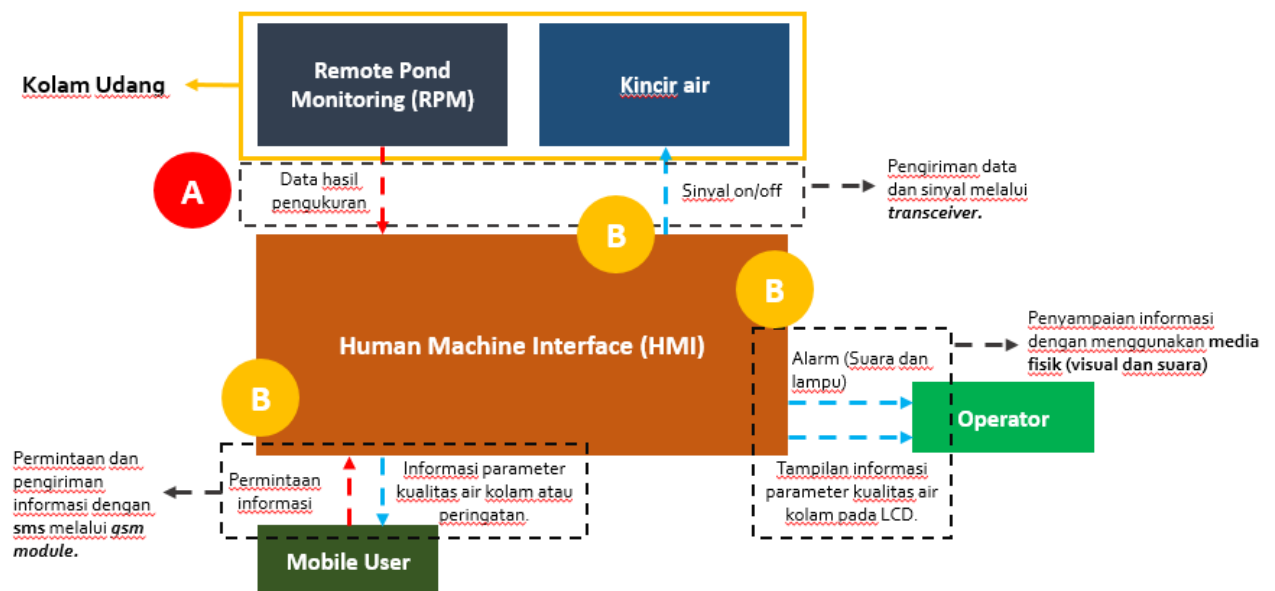 Remote Pond
Monitoring (RPM)
Kincir air
Kolam Udang
A
Data hasil
pengukuran
Sinyal on/off
Pengiriman data
dan sinyal melalui
transceiver.
B
B
Human Machine Interface (HMI)
Penyampaian informasi
dengan menggunakan media
fisik (visual dan suara)
Alarm (Suara dan
lampu)
Operator
B
Tampilan informasi
parameter kualitas air
kolam pada LCD.
Permintaan dan
pengiriman
informasi dengan
sms melalui gsm
module.
Permintaan
informasi
Informasi parameter
kualitas air kolam atau
peringatan.
Mobile User